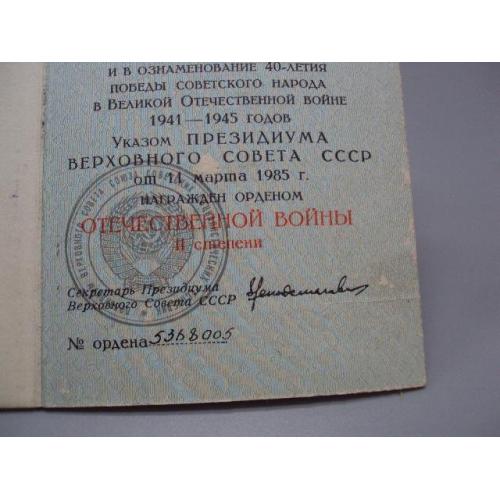 и в ознаменование 40-летия
победы советского народа
в Великой Отечественной войне
1941—1945 годов
Указом ПРЕЗИДИУМА
ВЕРХОВНОГО СОВЕТА СССР
от 11 марта 1985 г.
НАГРАЖДЕН ОРДЕНОМ
ОТЕЧЕСТВЕННОЙ ВОЙНЫ
II степени
Секретарь Президиума
Верховного Совета СССР
№ ордена 5368005